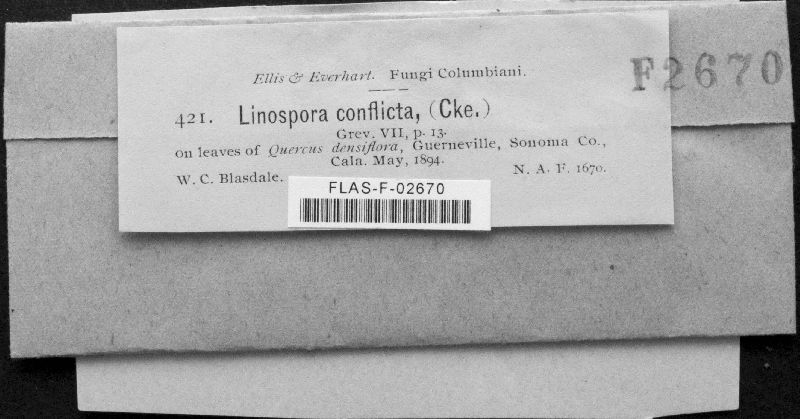 Ellis & Everhart. Fungi Columbiani.
F2670
421. Linospora conflicta, (Cke.)
Grev. VII, p. 13.
on leaves of Quercus densiflora, Guerneville, Sonoma Co.,
Cala. May, 1894.
W. C. Blasdale. N. A. F. 1670.
FLAS-F-02670